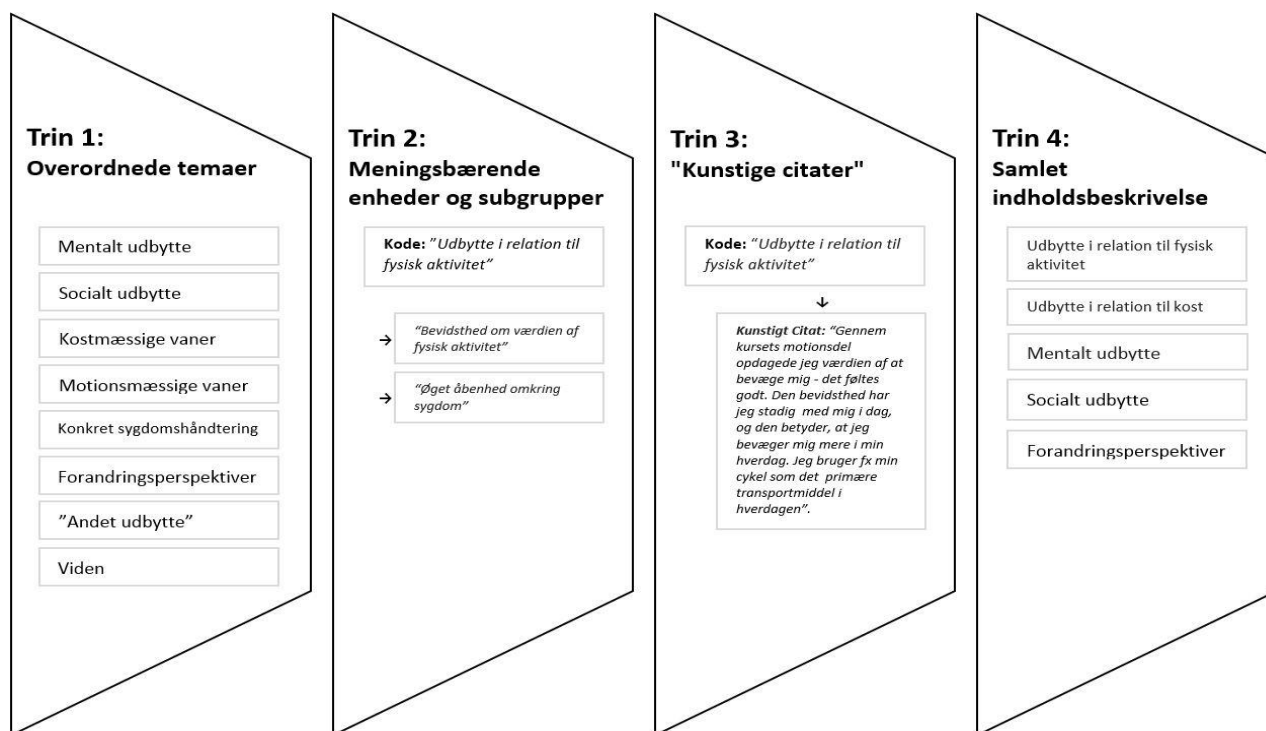 Trin 1:
Overordnede temaer
Mentalt udbytte
Socialt udbytte
Kostmæssige vaner
Motionsmæssige vaner
Konkret sygdomshåndtering
Forandringsperspektiver
”Andet udbytte”
Viden
Trin 2:
Meningsbærende
enheder og subgrupper
Kode: ”Udbytte i relation til
fysisk aktivitet”
→ “Bevidsthed om værdien af
fysisk aktivitet”
→ “Øget åbenhed omkring
sygdom”
Trin 3:
"Kunstige citater"
Kode: “Udbytte i relation til
fysisk aktivitet”
↓
Kunstigt Citat: “Gennem
kursets motionsdel
opdagede jeg værdien af at
bevæge mig - det føltes
godt. Den bevidsthed har
jeg stadig med mig i dag,
og den betyder, at jeg
bevæger mig mere i min
hverdag. Jeg bruger fx min
cykel som det primære
transportmiddel i
hverdagen”.
Trin 4:
Samlet
indholdsbeskrivelse
Udbytte i relation til fysisk
aktivitet
Udbytte i relation til kost
Mentalt udbytte
Socialt udbytte
Forandringsperspektiver